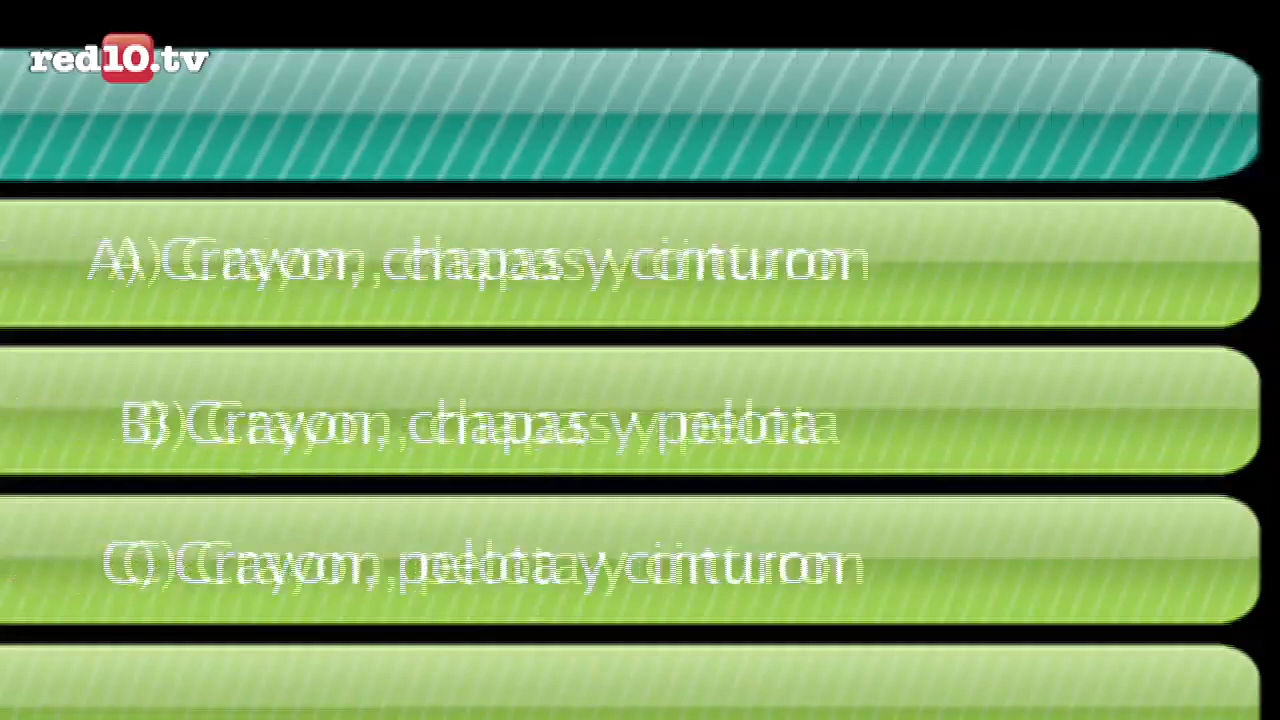 red10.tv
A) Crayon, chapas y cinturon
B) Crayon, chapas y pelota
C) Crayon, pelota y cinturon